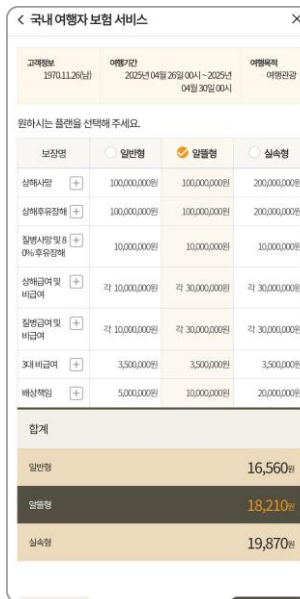 국내 여행자 보험 서비스
고객정보 여행기간 여행목적
1970.11.26(남) 2025년 04월 26일 00시 ~ 2025년 여행관광
04월 30일 00시
원하시는 플랜을 선택해 주세요.
보장명 일반형 알뜰형 실속형
상해사망 100,000,000원 100,000,000원 200,000,000원
상해후유장해 100,000,000원 100,000,000원 200,000,000원
질병사망 및 8
0% 후유장해 10,000,000원 10,000,000원 10,000,000원
상해급여 및
비급여 각 10,000,000원 각 30,000,000원 각 30,000,000원
질병급여 및
비급여 각 10,000,000원 각 30,000,000원 각 30,000,000원
3대 비급여 3,500,000원 3,500,000원 3,500,000원
배상책임 5,000,000원 10,000,000원 20,000,000원
합계
일반형 16,560원
알뜰형 18,210원
실속형 19,870원